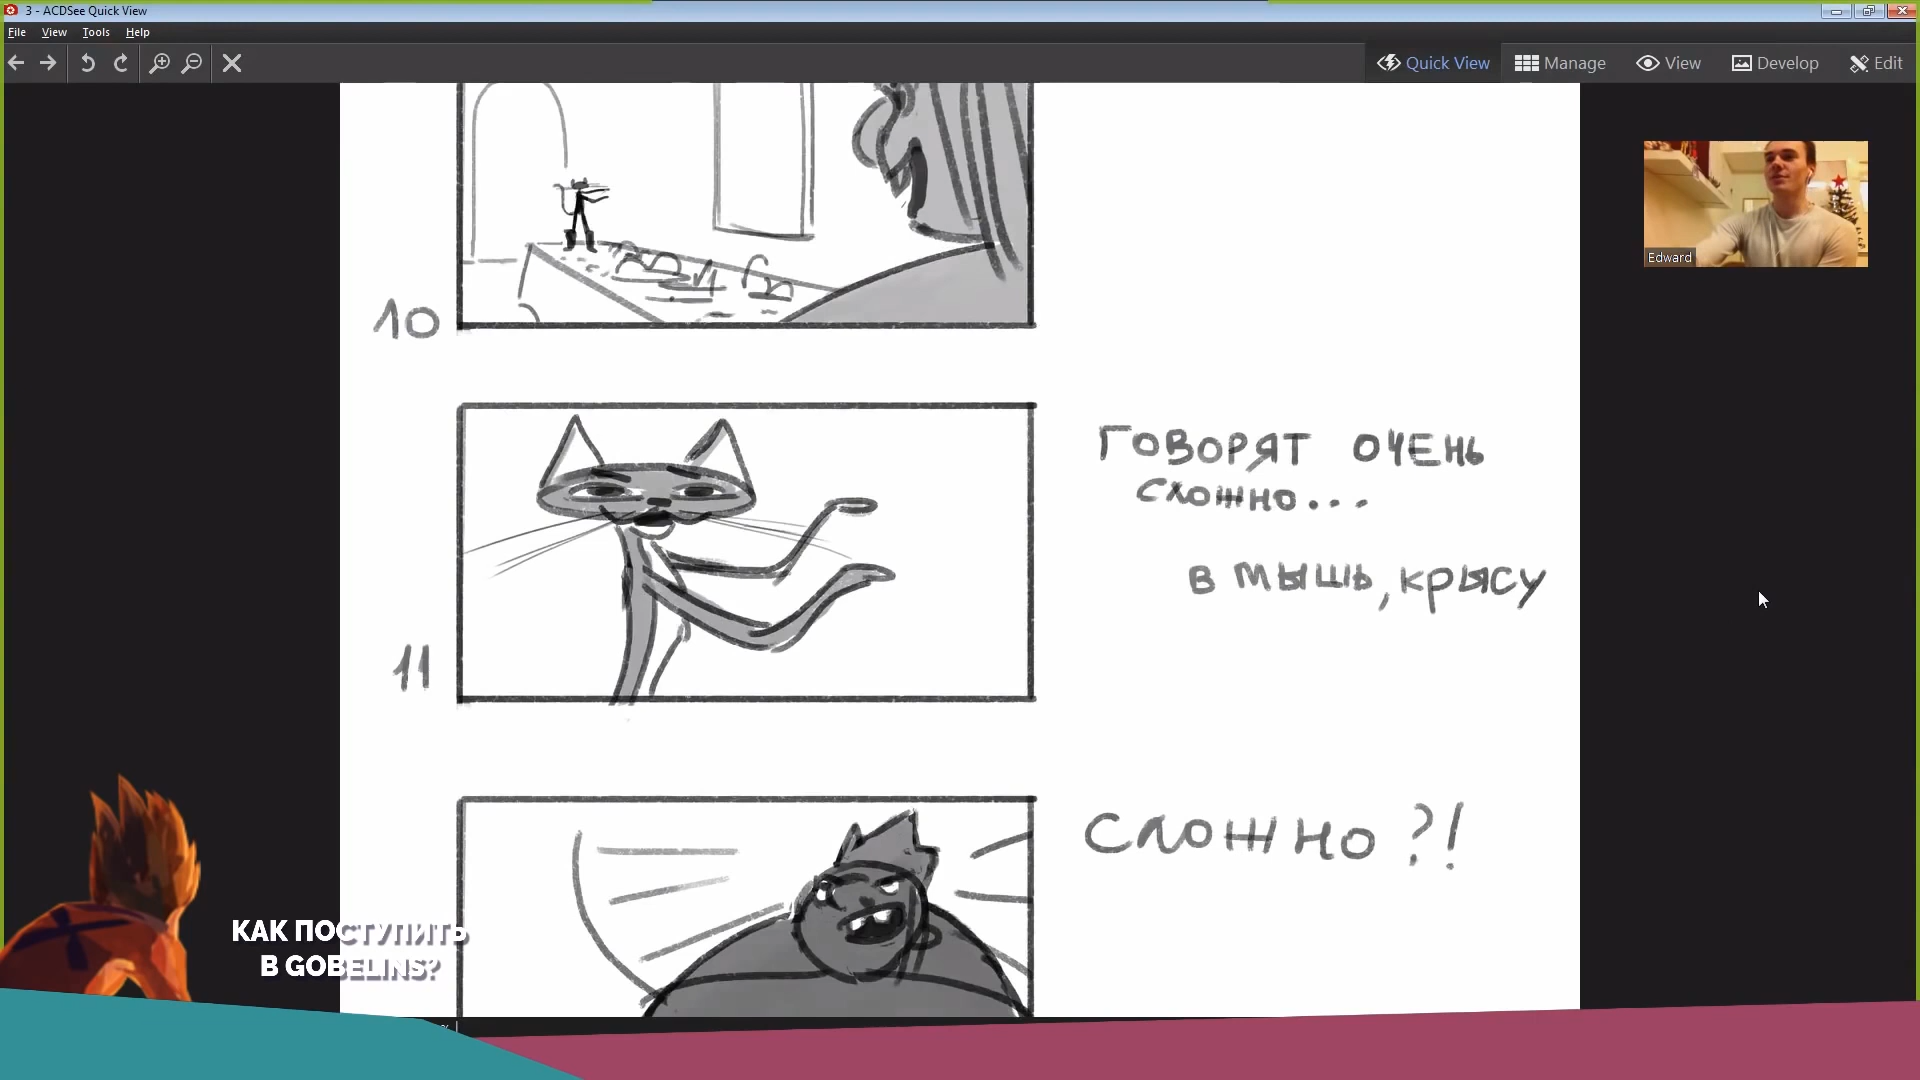 3 - ACDSee Quick View
File View Tools Help
Quick View Manage View Develop Edit
Edward
10
11
ГОВОРЯТ ОЧЕНЬ
СЛОЖНО...
В МЫШЬ, КРЫСУ
СЛОЖНО?!
КАК ПОСТУПИТЬ
В GOBELINS?
%